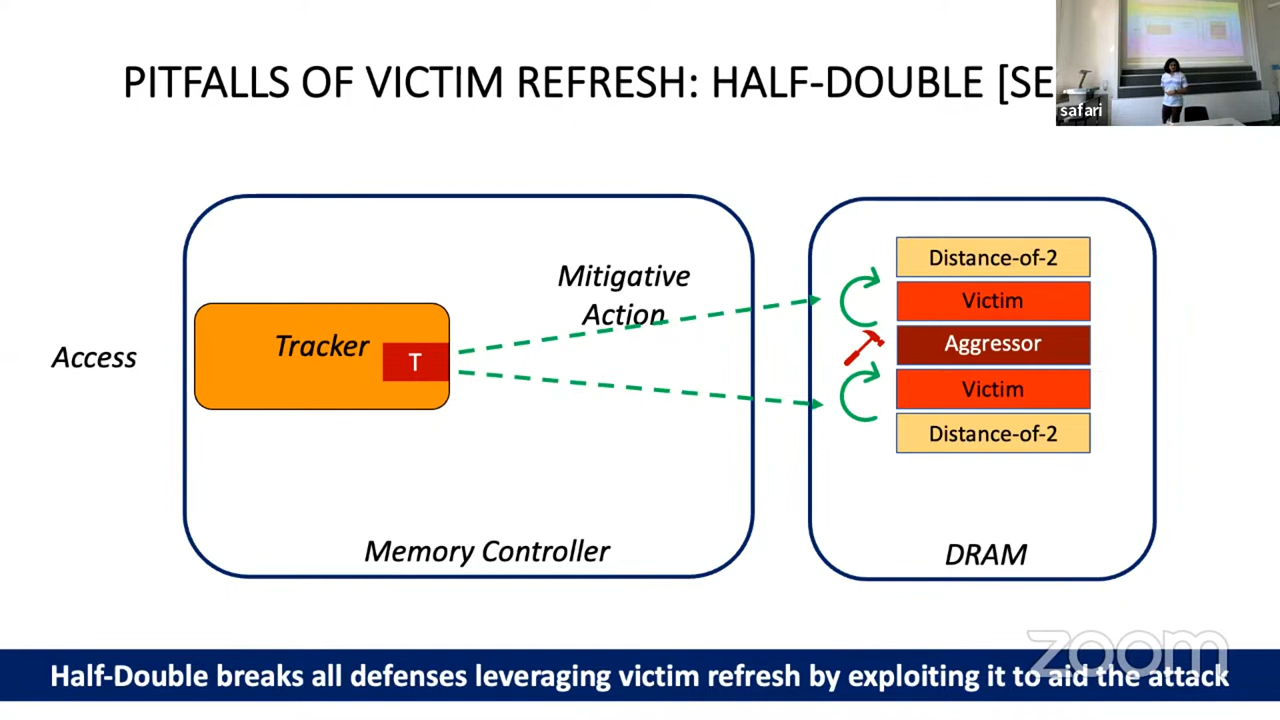 PITFALLS OF VICTIM REFRESH: HALF-DOUBLE [SE
safari
Mitigative
Action
Access
Tracker
T
Memory Controller
Distance-of-2
Victim
Aggressor
Victim
Distance-of-2
DRAM
zoom
Half-Double breaks all defenses leveraging victim refresh by exploiting it to aid the attack